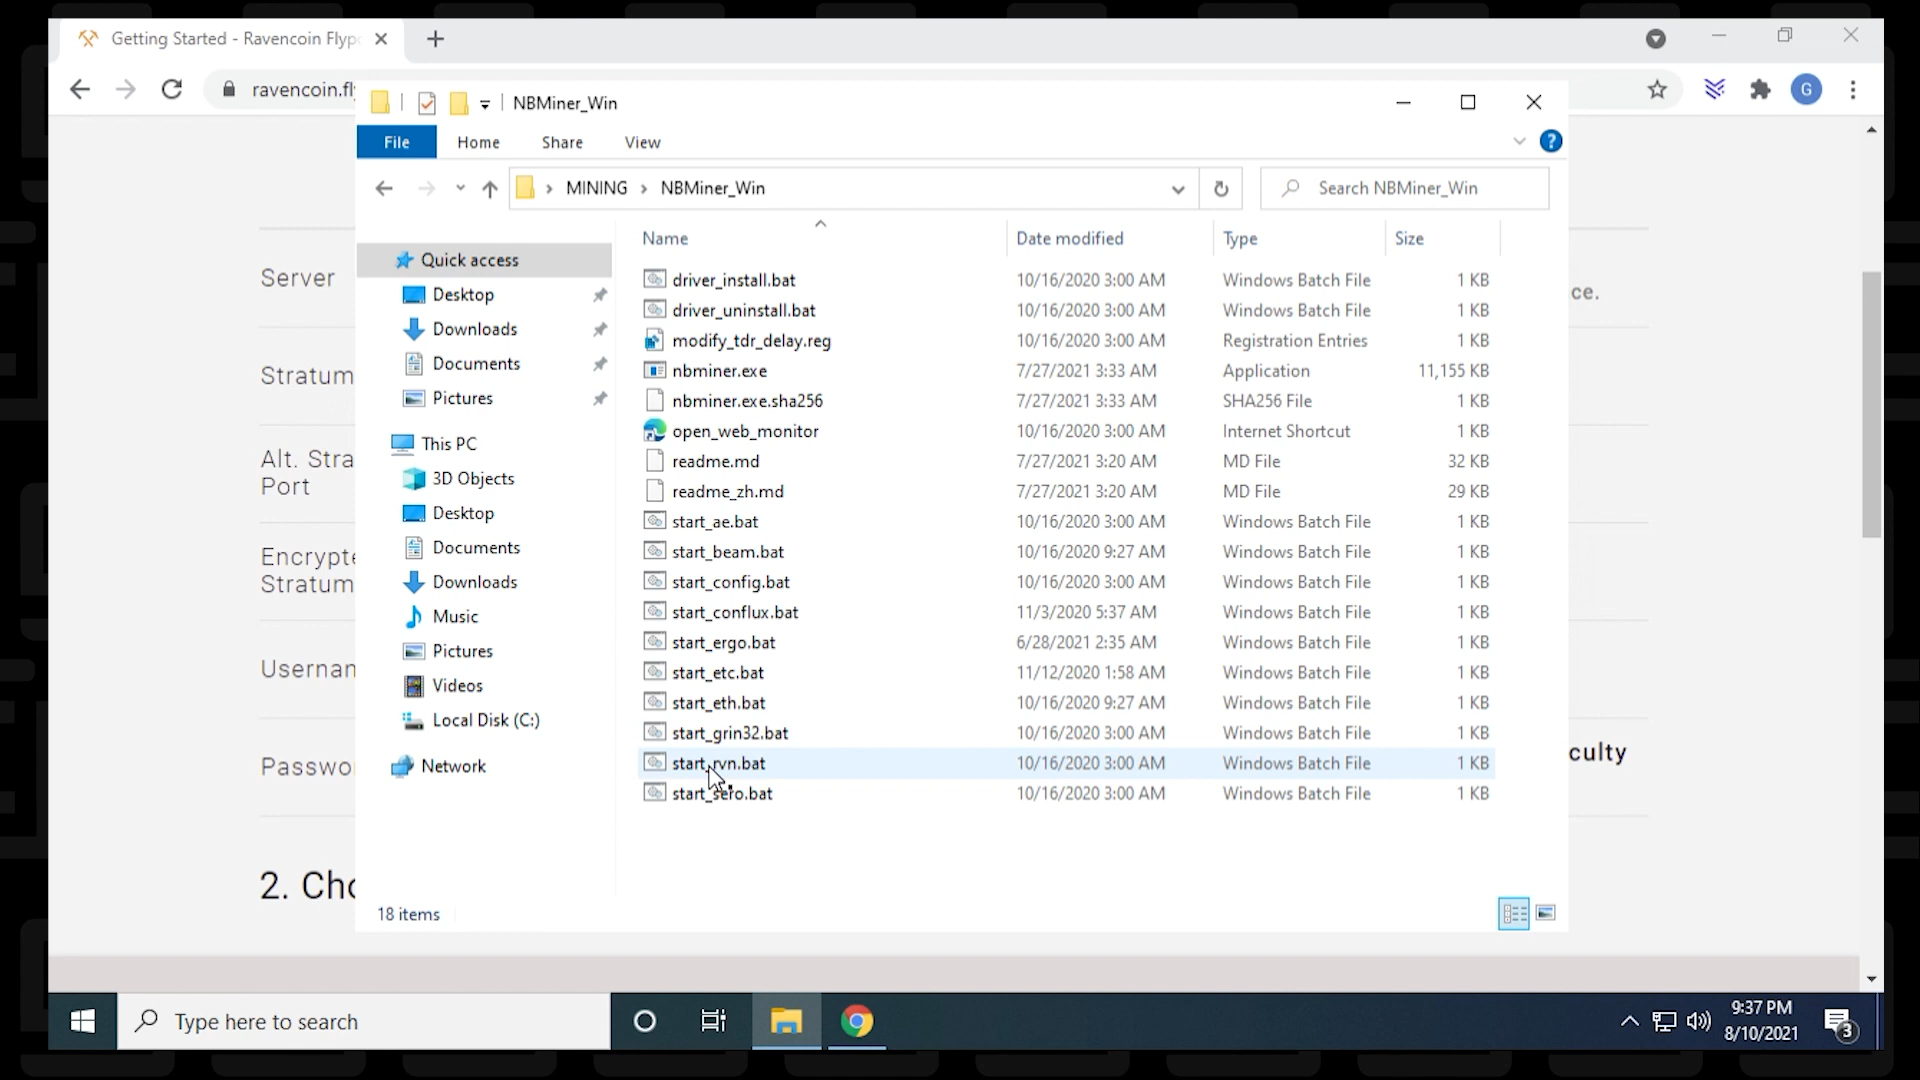 Getting Started - Ravencoin Flyp
ravencoin.fl
G
NBMiner_Win
File
Home
Share
View
?
MINING
NBMiner_Win
Search NBMiner_Win
Name
Date modified
Type
Size
Quick access
Desktop
Downloads
Documents
Pictures
This PC
3D Objects
Desktop
Documents
Downloads
Music
Pictures
Videos
Local Disk (C:)
Network
driver_install.bat 10/16/2020 3:00 AM Windows Batch File 1 KB
driver_uninstall.bat 10/16/2020 3:00 AM Windows Batch File 1 KB
modify_tdr_delay.reg 10/16/2020 3:00 AM Registration Entries 1 KB
nbminer.exe 7/27/2021 3:33 AM Application 11,155 KB
nbminer.exe.sha256 7/27/2021 3:33 AM SHA256 File 1 KB
open_web_monitor 10/16/2020 3:00 AM Internet Shortcut 1 KB
readme.md 7/27/2021 3:20 AM MD File 32 KB
readme_zh.md 7/27/2021 3:20 AM MD File 29 KB
start_ae.bat 10/16/2020 3:00 AM Windows Batch File 1 KB
start_beam.bat 10/16/2020 9:27 AM Windows Batch File 1 KB
start_config.bat 10/16/2020 3:00 AM Windows Batch File 1 KB
start_conflux.bat 11/3/2020 5:37 AM Windows Batch File 1 KB
start_ergo.bat 6/28/2021 2:35 AM Windows Batch File 1 KB
start_etc.bat 11/12/2020 1:58 AM Windows Batch File 1 KB
start_eth.bat 10/16/2020 9:27 AM Windows Batch File 1 KB
start_grin32.bat 10/16/2020 3:00 AM Windows Batch File 1 KB
start_rvn.bat 10/16/2020 3:00 AM Windows Batch File 1 KB
start_sero.bat 10/16/2020 3:00 AM Windows Batch File 1 KB
18 items
Server
ce.
Stratum
Alt. Stra
Port
Encrypte
Stratum
Usernam
Passwo
culty
2. Cho
Type here to search
9:37 PM
8/10/2021
3